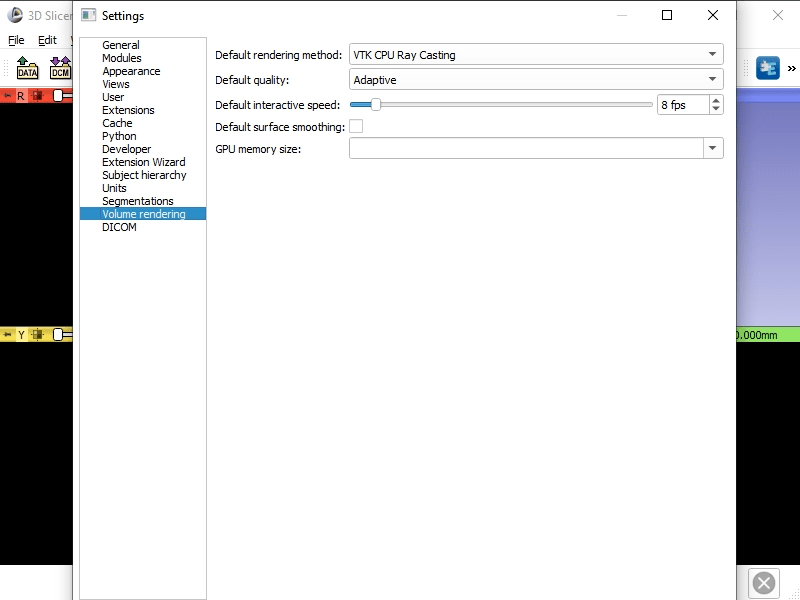 3D Slicer
Settings
File Edit
DATA DCM
General
Modules
Appearance
Views
User
Extensions
Cache
Python
Developer
Extension Wizard
Subject hierarchy
Units
Segmentations
Volume rendering
DICOM
Default rendering method: VTK CPU Ray Casting
Default quality: Adaptive
Default interactive speed: 8 fps
Default surface smoothing:
GPU memory size:
R
Y
0.000mm